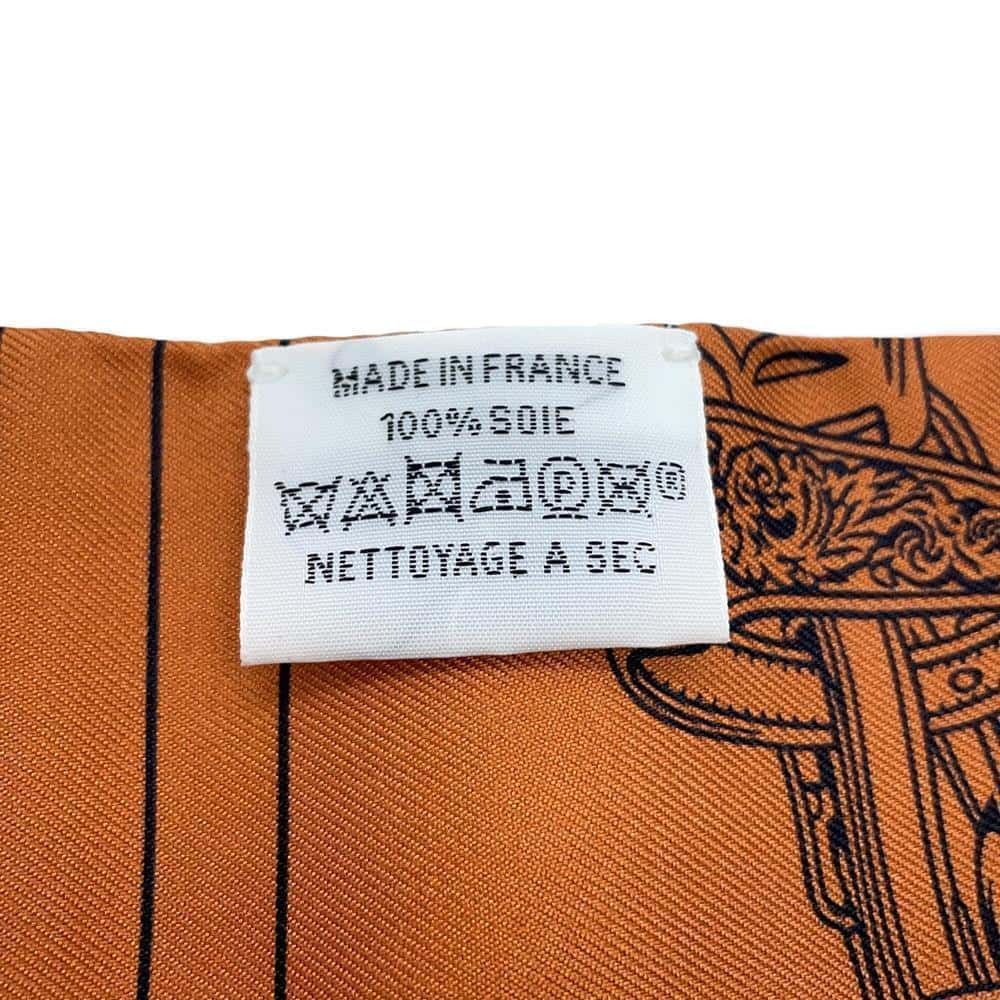 MADE IN FRANCE
100% SOIE
P ®
NETTOYAGE A SEC